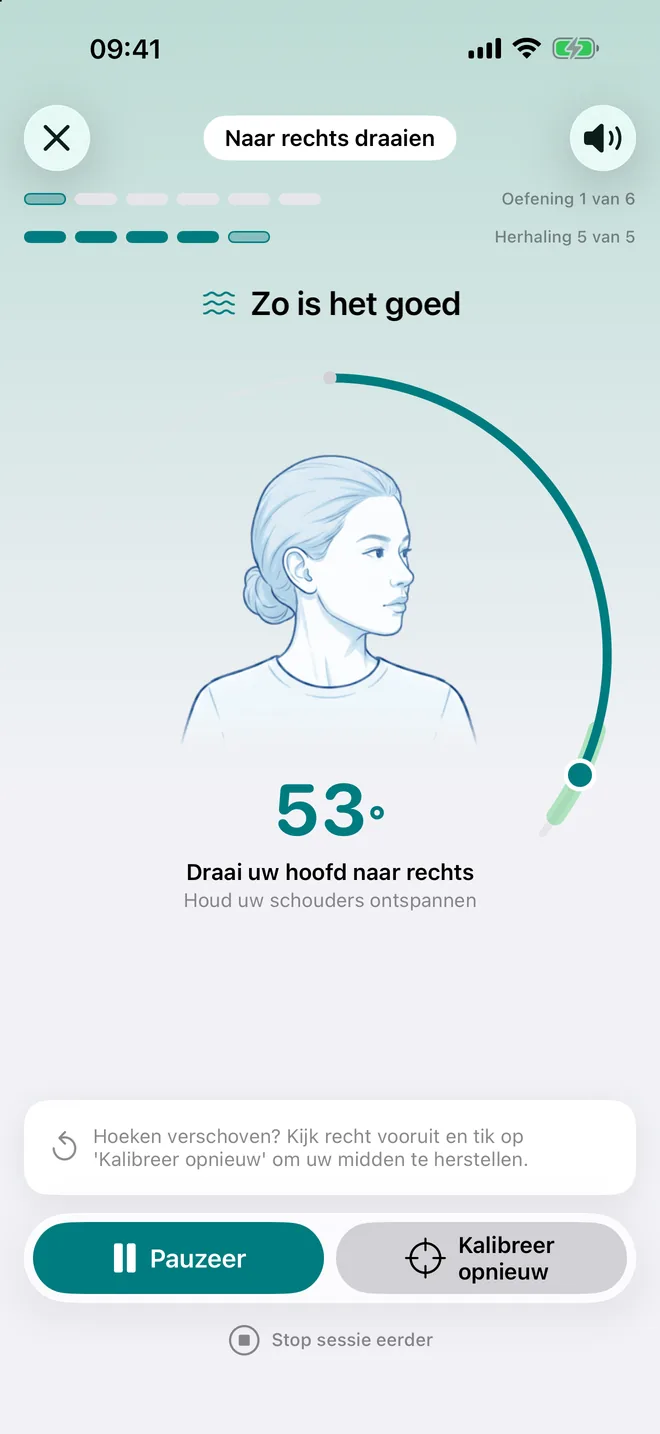 09:41
Naar rechts draaien
Oefening 1 van 6
Herhaling 5 van 5
Zo is het goed
53°
Draai uw hoofd naar rechts
Houd uw schouders ontspannen
Hoeken verschoven? Kijk recht vooruit en tik op
'Kalibreer opnieuw' om uw midden te herstellen.
Pauzeer
Kalibreer
opnieuw
Stop sessie eerder